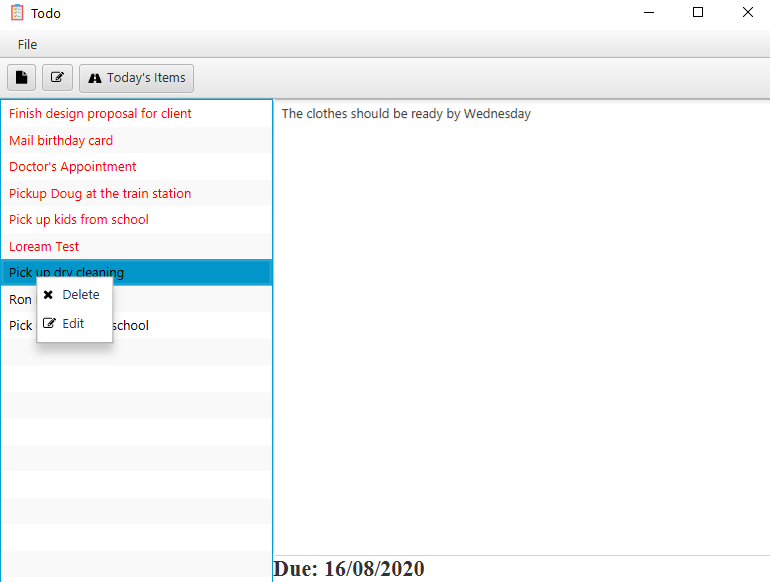 Todo
File
Today's Items
Finish design proposal for client
Mail birthday card
Doctor's Appointment
Pickup Doug at the train station
Pick up kids from school
Loream Test
Pick up dry cleaning
Ron
Pick school
Delete
Edit
The clothes should be ready by Wednesday
Due: 16/08/2020